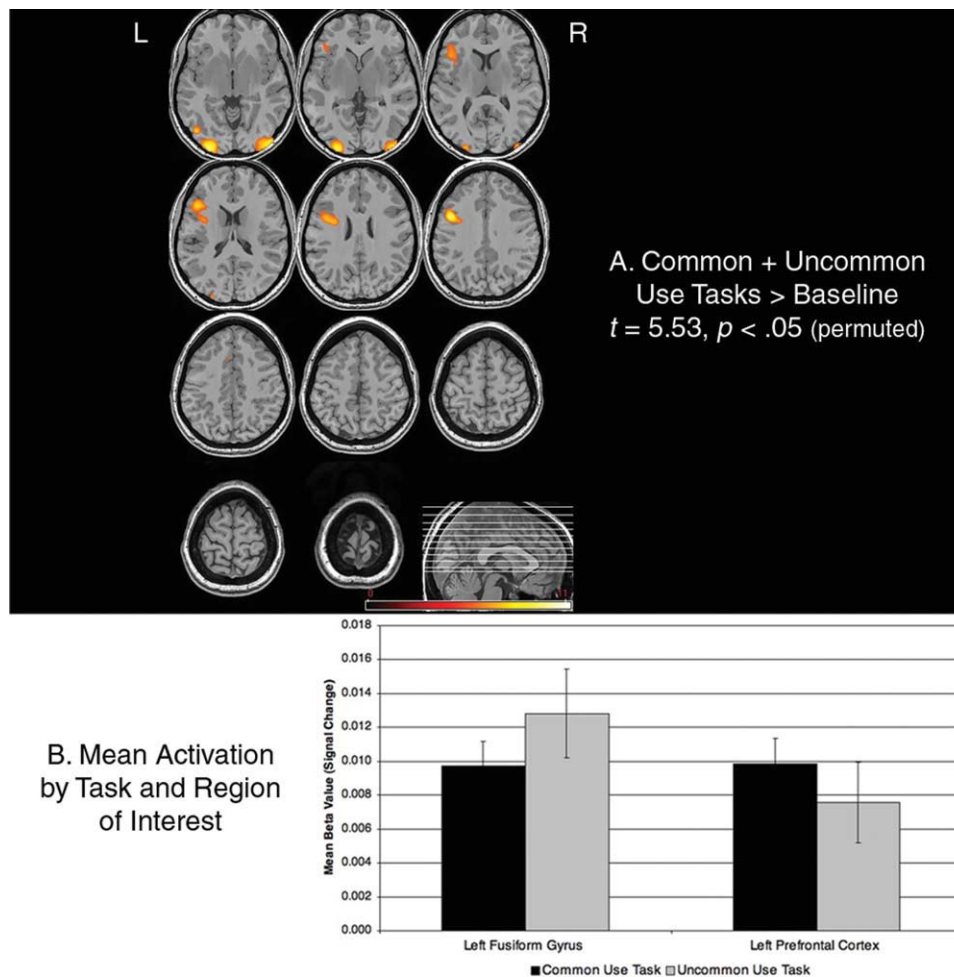 L
R
A. Common + Uncommon
Use Tasks > Baseline
t = 5.53, p < .05 (permuted)
0
11
B. Mean Activation
by Task and Region
of Interest
Mean Beta Value (Signal Change)
0.018
0.016
0.014
0.012
0.010
0.008
0.006
0.004
0.002
0.000
Left Fusiform Gyrus
Left Prefrontal Cortex
Common Use Task
Uncommon Use Task